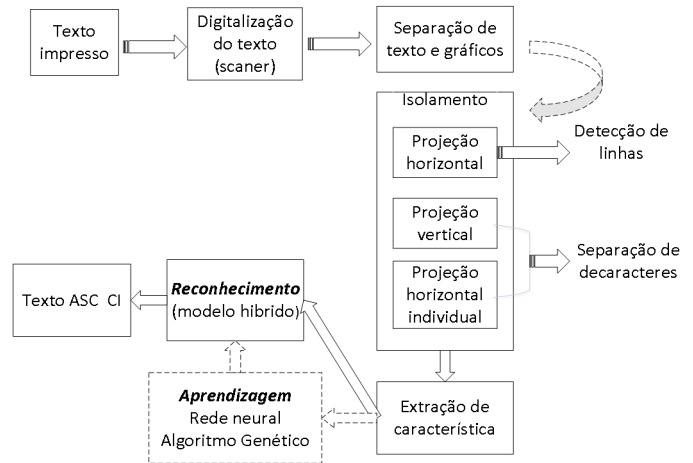 Texto
impresso
Digitalização
do texto
(scaner)
Separação de
texto e gráficos
Isolamento
Projeção
horizontal
Detecção de
linhas
Projeção
vertical
Projeção
horizontal
individual
Separação de
decaracteres
Extração de
característica
Reconhecimento
(modelo hibrido)
Texto ASC CI
Aprendizagem
Rede neural
Algoritmo Genético